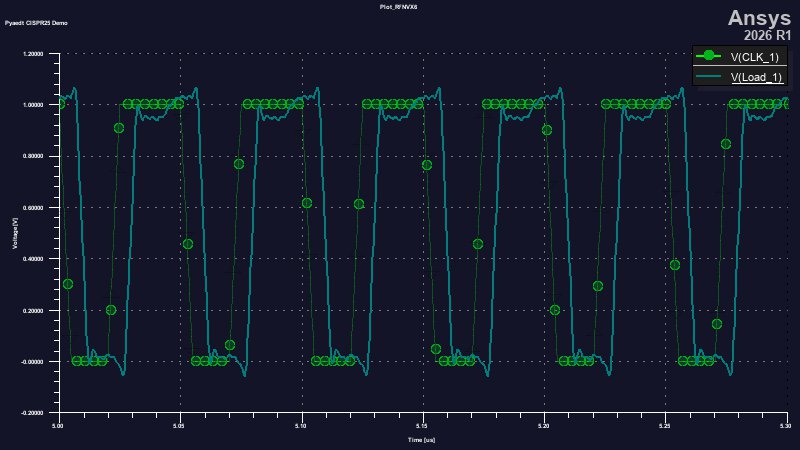 Plot_RFNVX6
Pyaedt CISPR25 Demo
Ansys
2026 R1
V(CLK_1)
V(Load_1)
1.20000
1.00000
0.80000
0.60000
0.40000
0.20000
-0.00000
-0.20000
Voltage [V]
5.00
5.05
5.10
5.15
5.20
5.25
5.30
Time [us]